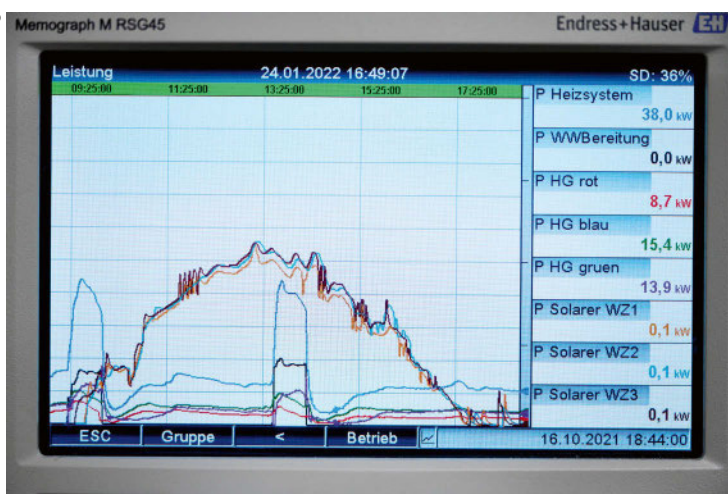 Memograph M RSG45
Endress+Hauser EH
Leistung 24.01.2022 16:49:07 SD: 36%
09:25:00 11:25:00 13:25:00 15:25:00 17:25:00
P Heizsystem
38,0 kW
P WWBereitung
0,0 kW
P HG rot
8,7 kW
P HG blau
15,4 kW
P HG gruen
13,9 kW
P Solarer WZ1
0,1 kW
P Solarer WZ2
0,1 kW
P Solarer WZ3
0,1 kW
ESC Gruppe < Betrieb 16.10.2021 18:44:00